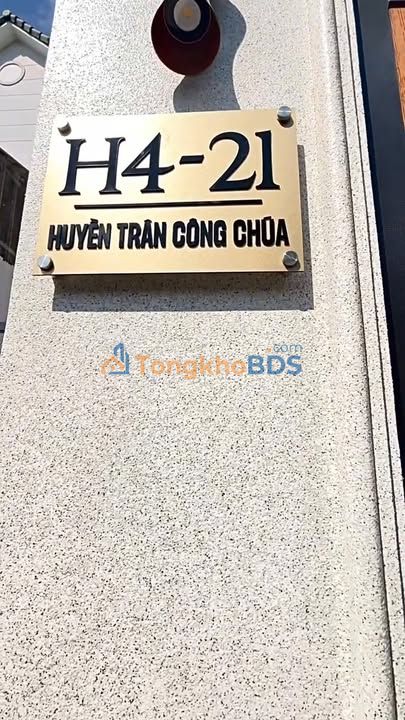 H4-21
HUYỀN TRÂN CÔNG CHÚA
TongkhoBDS.com